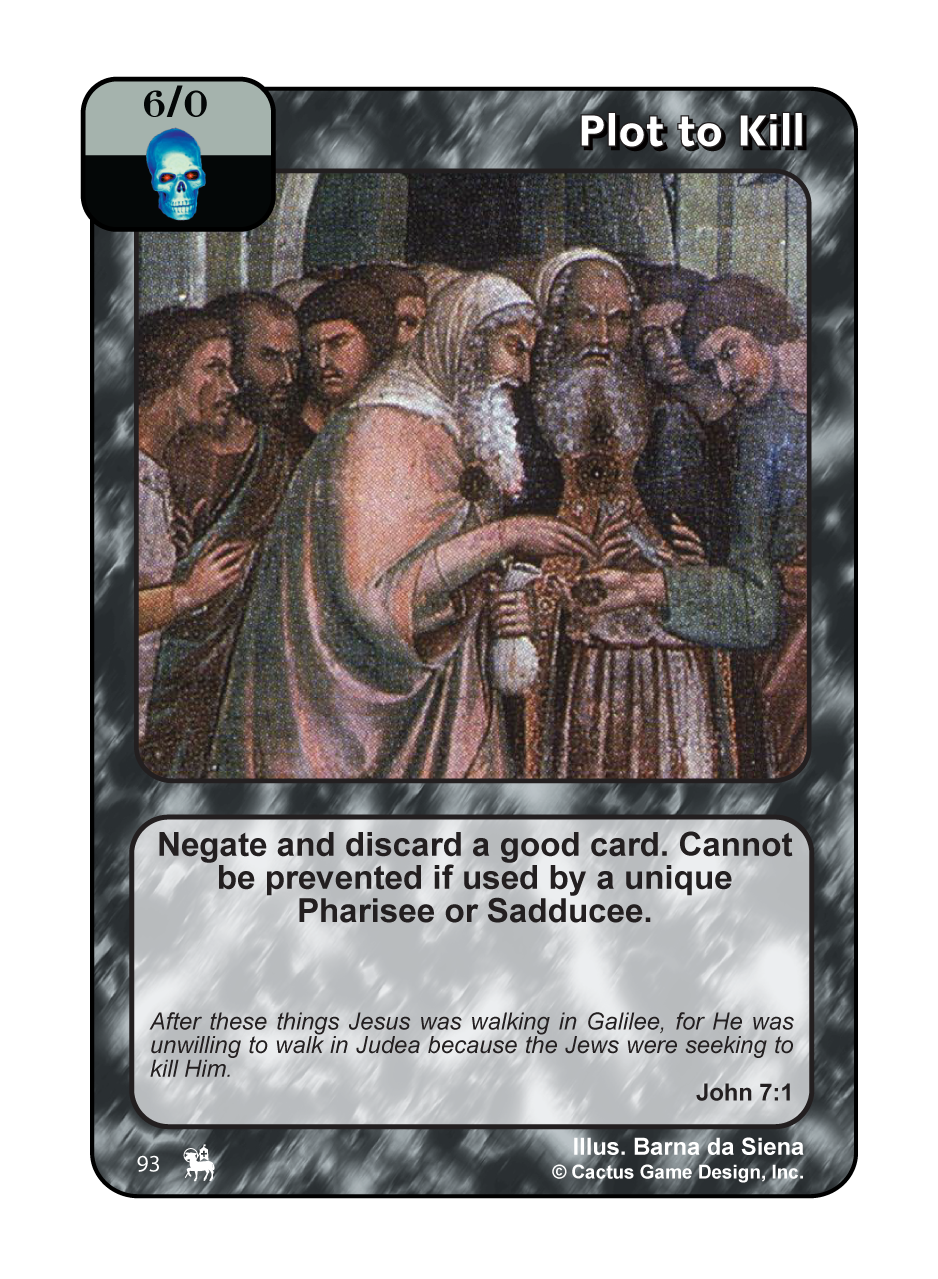 6/0
Plot to Kill
Negate and discard a good card. Cannot
be prevented if used by a unique
Pharisee or Sadducee.
After these things Jesus was walking in Galilee, for He was
unwilling to walk in Judea because the Jews were seeking to
kill Him.
John 7:1
Illus. Barna da Siena
93
© Cactus Game Design, Inc.